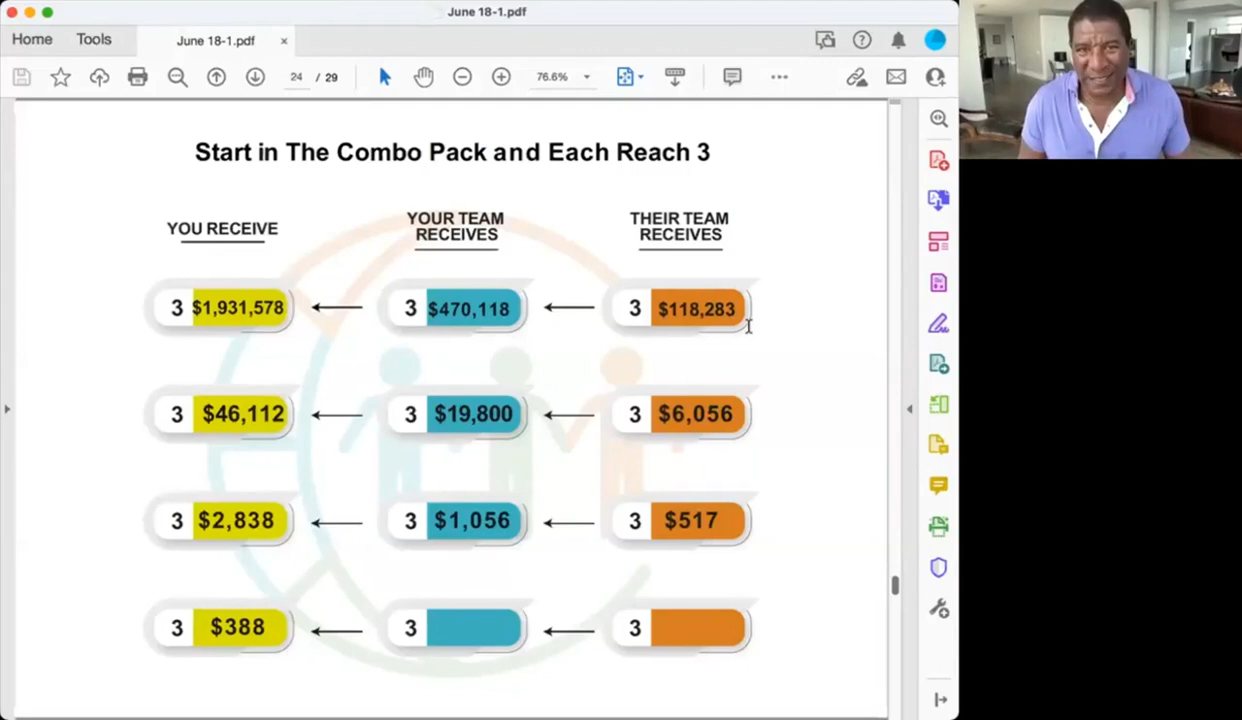 June 18-1.pdf
Home
Tools
June 18-1.pdf
24 / 29
76.6%
Start in The Combo Pack and Each Reach 3
YOU RECEIVE
YOUR TEAM
RECEIVES
THEIR TEAM
RECEIVES
3 $1,931,578
3 $470,118
3 $118,283
3 $46,112
3 $19,800
3 $6,056
3 $2,838
3 $1,056
3 $517
3 $388
3
3